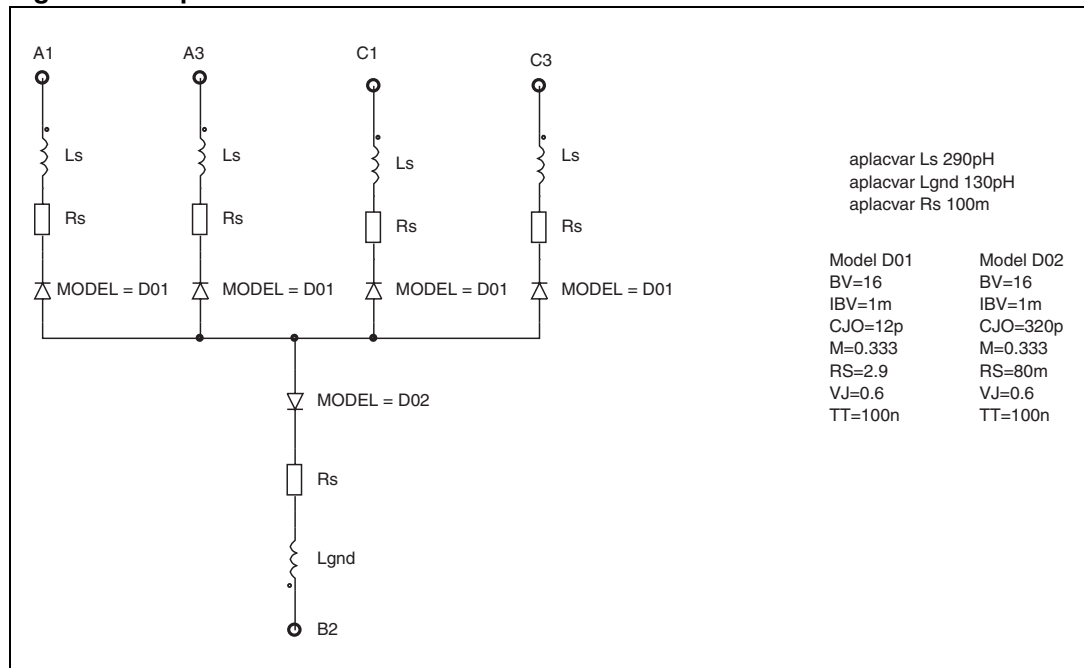 A1 A3 C1 C3
Ls Ls Ls Ls
Rs Rs Rs Rs
MODEL = D01 MODEL = D01 MODEL = D01 MODEL = D01
MODEL = D02
Rs
Lgnd
B2
aplacvar Ls 290pH
aplacvar Lgnd 130pH
aplacvar Rs 100m
Model D01 Model D02
BV=16 BV=16
IBV=1m IBV=1m
CJO=12p CJO=320p
M=0.333 M=0.333
RS=2.9 RS=80m
VJ=0.6 VJ=0.6
TT=100n TT=100n